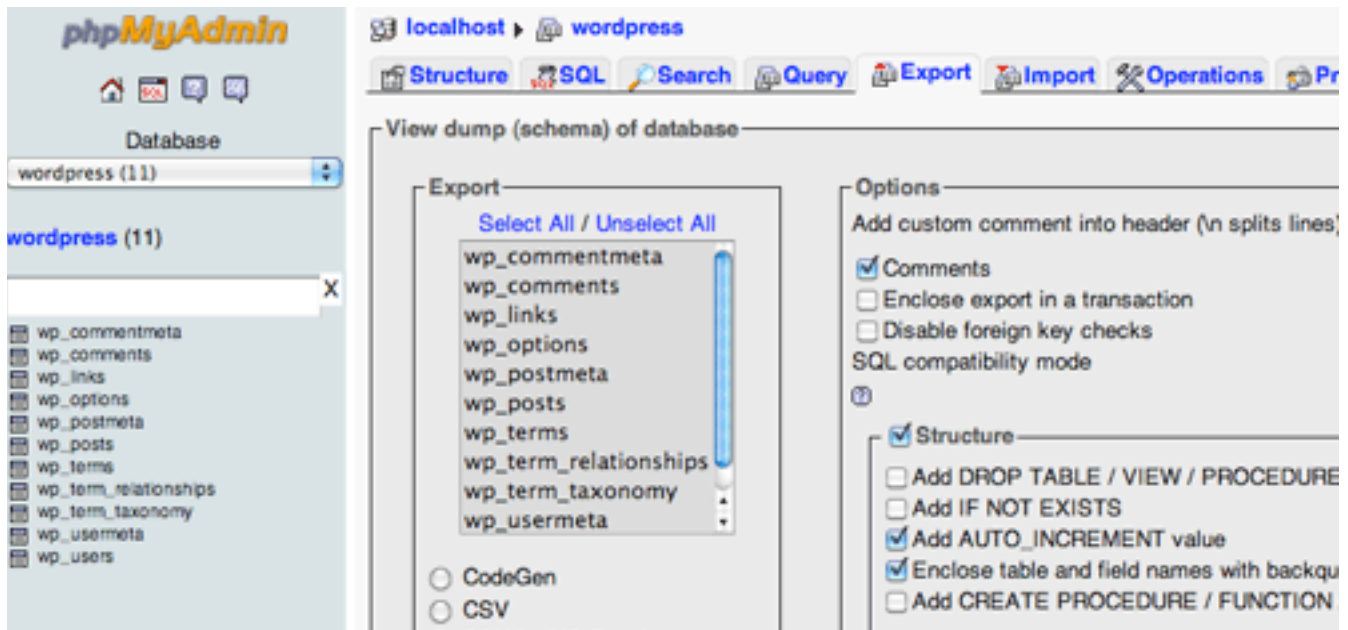 phpMyAdmin
SQL
Database
wordpress (11)
wordpress (11)
X
wp_commentmeta
wp_comments
wp_links
wp_options
wp_postmeta
wp_posts
wp_terms
wp_term_relationships
wp_term_taxonomy
wp_usermeta
wp_users
localhost wordpress
Structure SQL Search Query Export Import Operations Pr
View dump (schema) of database
Export
Select All / Unselect All
wp_commentmeta
wp_comments
wp_links
wp_options
wp_postmeta
wp_posts
wp_terms
wp_term_relationships
wp_term_taxonomy
wp_usermeta
CodeGen
CSV
Options
Add custom comment into header (\n splits lines)
Comments
Enclose export in a transaction
Disable foreign key checks
SQL compatibility mode
?
Structure
Add DROP TABLE / VIEW / PROCEDURE
Add IF NOT EXISTS
Add AUTO_INCREMENT value
Enclose table and field names with backqu
Add CREATE PROCEDURE / FUNCTION